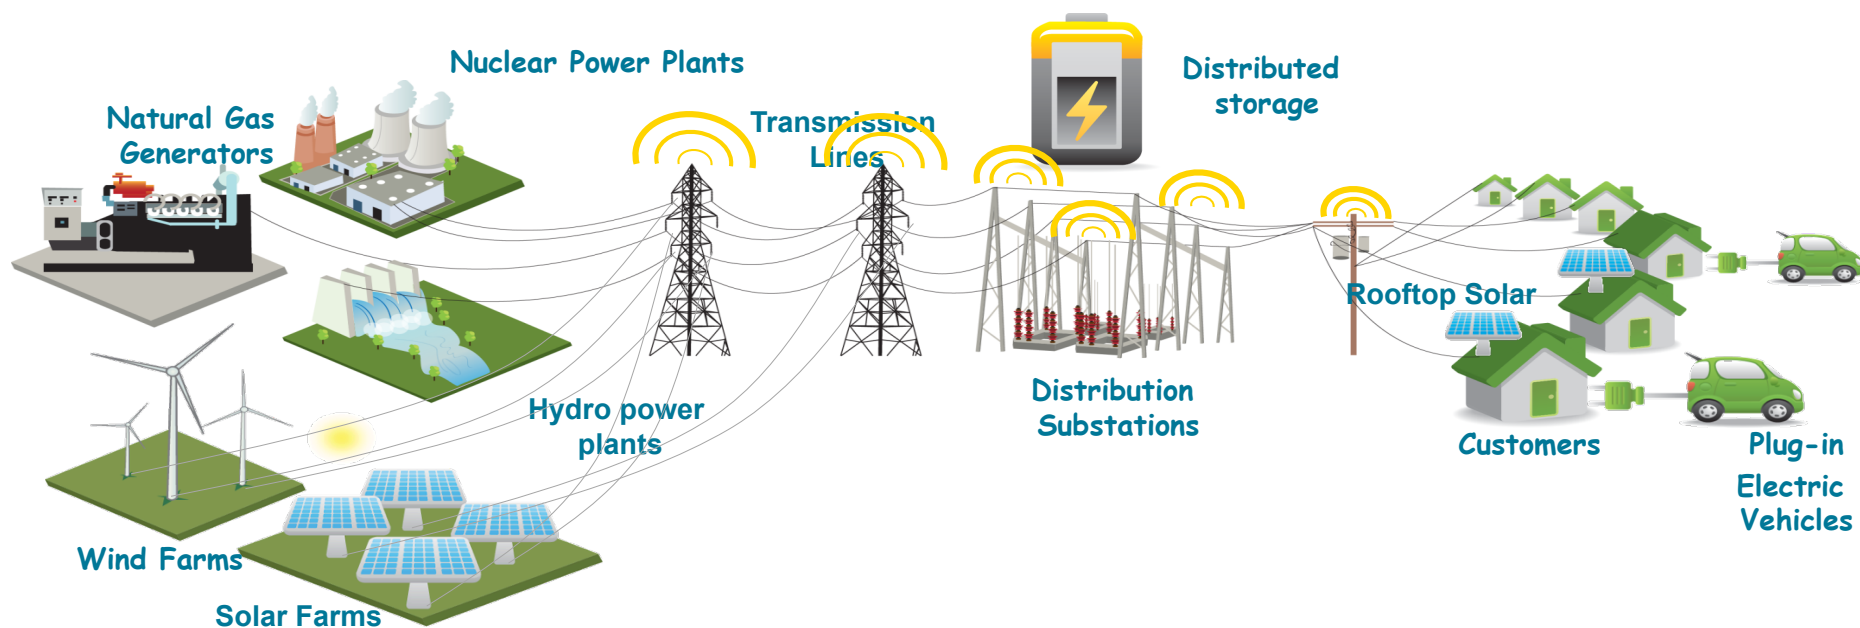 Nuclear Power Plants
Natural Gas
Generators
Transmission
Lines
Distributed
storage
Rooftop Solar
Hydro power
plants
Distribution
Substations
Customers
Plug-in
Electric
Vehicles
Wind Farms
Solar Farms